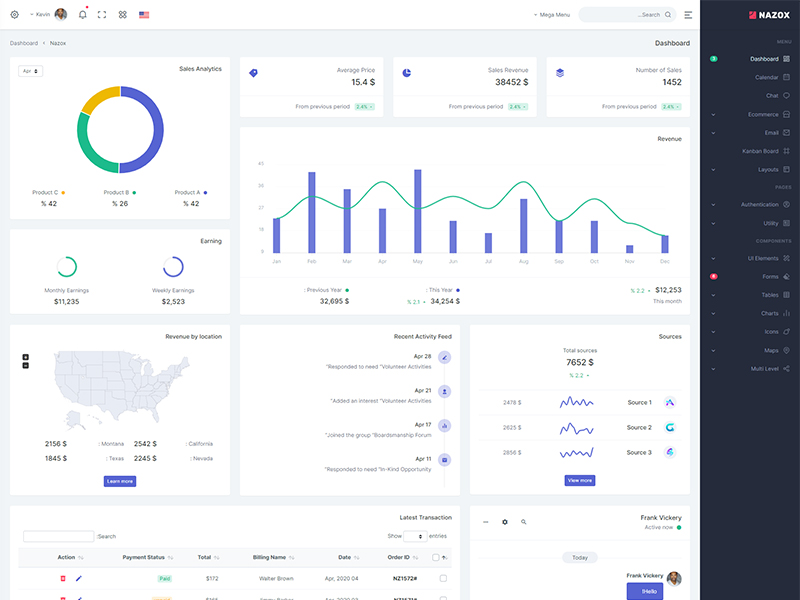 Kevin
Mega Menu
...Search
NAZOX
Dashboard
Nazox
Dashboard
MENU
3
Dashboard
Calendar
Chat
Ecommerce
Email
Kanban Board
Layouts
PAGES
Authentication
Utility
COMPONENTS
UI Elements
Forms
Tables
Charts
Icons
Maps
Multi Level
Sales Analytics
Apr
Product C
Product B
Product A
% 42
% 26
% 42
Average Price
15.4 $
From previous period 2.4%
Sales Revenue
38452 $
From previous period 2.4%
Number of Sales
1452
From previous period 2.4%
Revenue
45
36
27
18
9
Jan Feb Mar Apr May Jun Jul Aug Sep Oct Nov Dec
: Previous Year
32,695 $
: This Year
% 2.1 34,254 $
% 2.2 $12,253
This month
Earning
Monthly Earnings
$11,235
Weekly Earnings
$2,523
Revenue by location
2156 $ : Montana 2542 $ : California
1845 $ : Texas 2245 $ : Nevada
Learn more
Recent Activity Feed
Apr 28
"Responded to need "Volunteer Activities
Apr 21
"Added an interest "Volunteer Activities
Apr 17
"Joined the group "Boardsmanship Forum
Apr 11
"Responded to need "In-Kind Opportunity
Sources
Total sources
7652 $
% 2.2
2478 $ Source 1
2625 $ Source 2
2856 $ Source 3
View more
Latest Transaction
:Search
Show entries
Action Payment Status Total Billing Name Date Order ID
Paid $172 Walter Brown Apr, 2020 04 NZ1572#
Frank Vickery
Active now
Today
Frank Vickery
!Hello